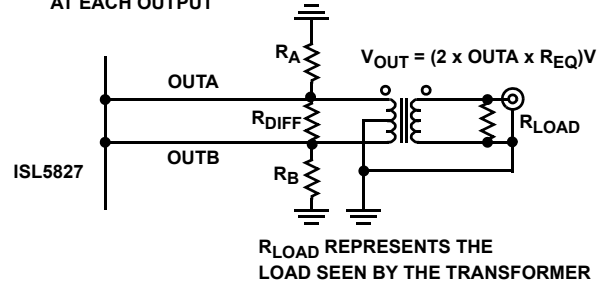 AT EACH OUTPUT
RA
VOUT = (2 x OUTA x REQ)V
OUTA
RDIFF
RLOAD
OUTB
ISL5827
RB
RLOAD REPRESENTS THE
LOAD SEEN BY THE TRANSFORMER